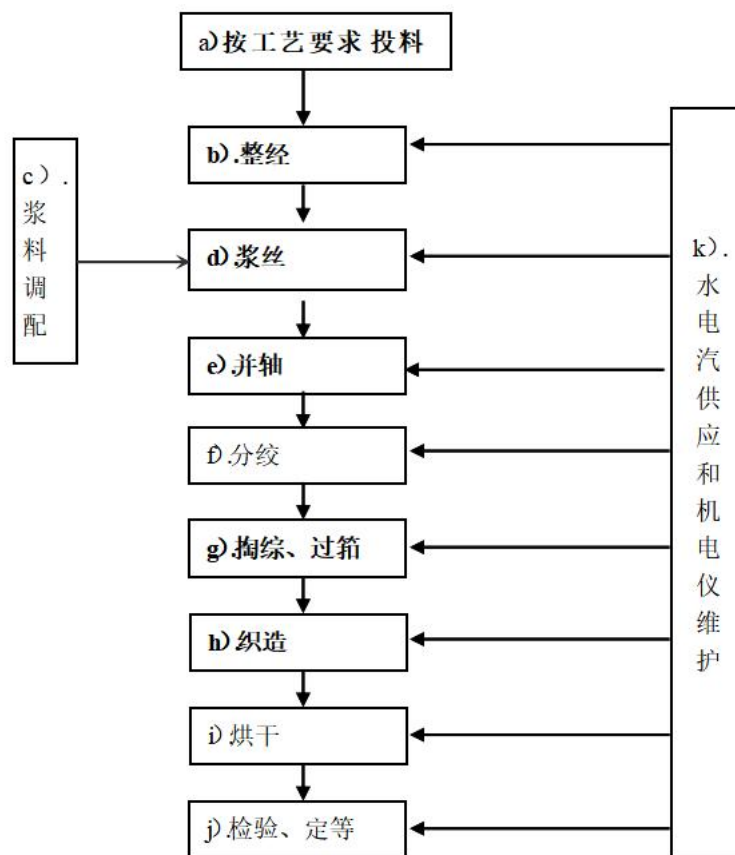 a)按工艺要求 投料
b).整经
c）.
浆
料
调
配
d).浆丝
e).并轴
f).分绞
g).掏综、过筘
h).织造
i)烘干
j).检验、定等
k）.
水
电
汽
供
应
和
机
电
仪
维
护